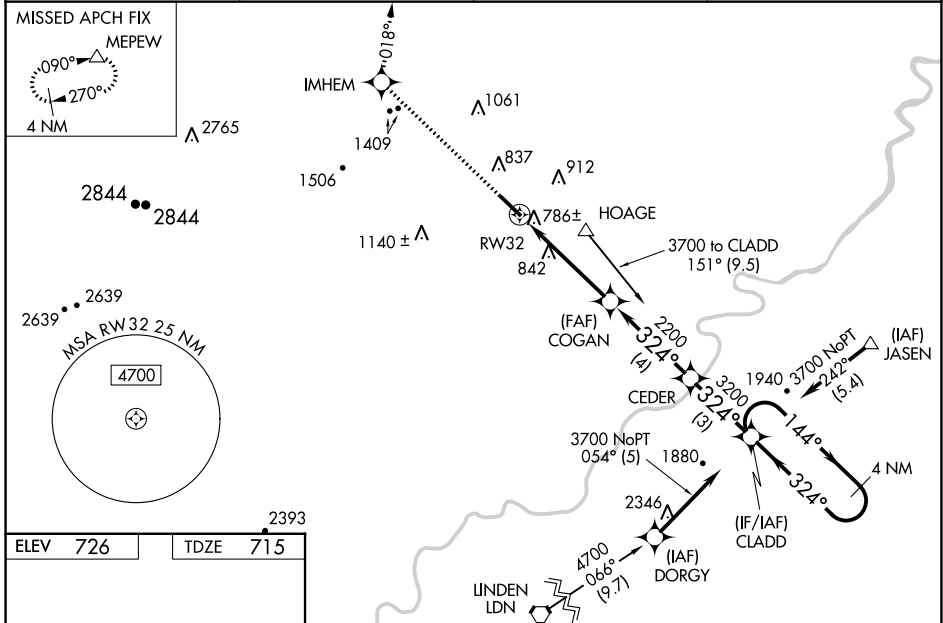 MISSED APCH FIX
MEPEW
090°
270°
4 NM
018°
IMHEM
1061
2765
1409
837
912
1506
2844
2844
786±
HOAGE
1140 ±
RW32
842
3700 to CLADD
151° (9.5)
2639
2639
(FAF)
COGAN
2200
324°
(4)
MSA RW32 25 NM
4700
(IAF)
JASEN
3700 NoPT
242°
(5.4)
1940
CEDER
3200
324°
(3)
144°
3700 NoPT
054° (5)
1880
4 NM
324°
2346
(IF/IAF)
CLADD
2393
(IAF)
DORGY
4700
066°
(9.7)
LINDEN
LDN
ELEV 726
TDZE 715